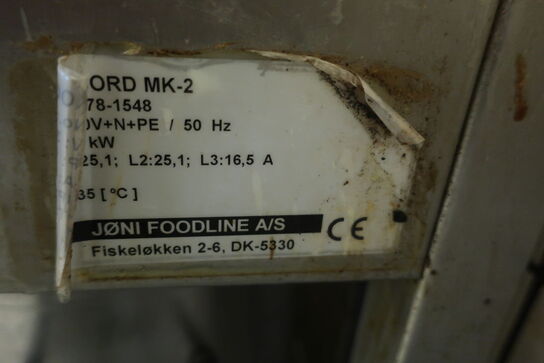 ORD MK-2
78-1548
0V+N+PE / 50 Hz
kW
25,1; L2:25,1; L3:16,5 A
35 [ °C ]
JØNI FOODLINE A/S
CE
Fiskeløkken 2-6, DK-5330